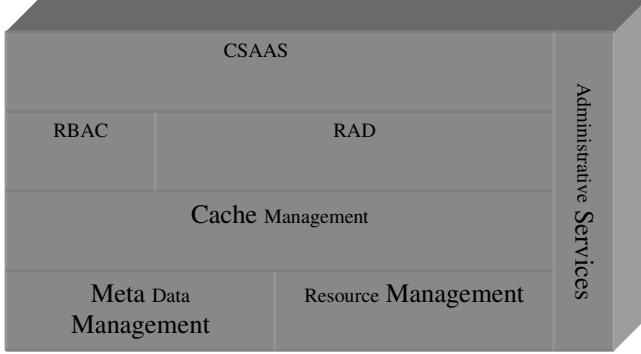 CSAAS
RBAC
RAD
Cache Management
Meta Data
Management
Resource Management
Administrative Services